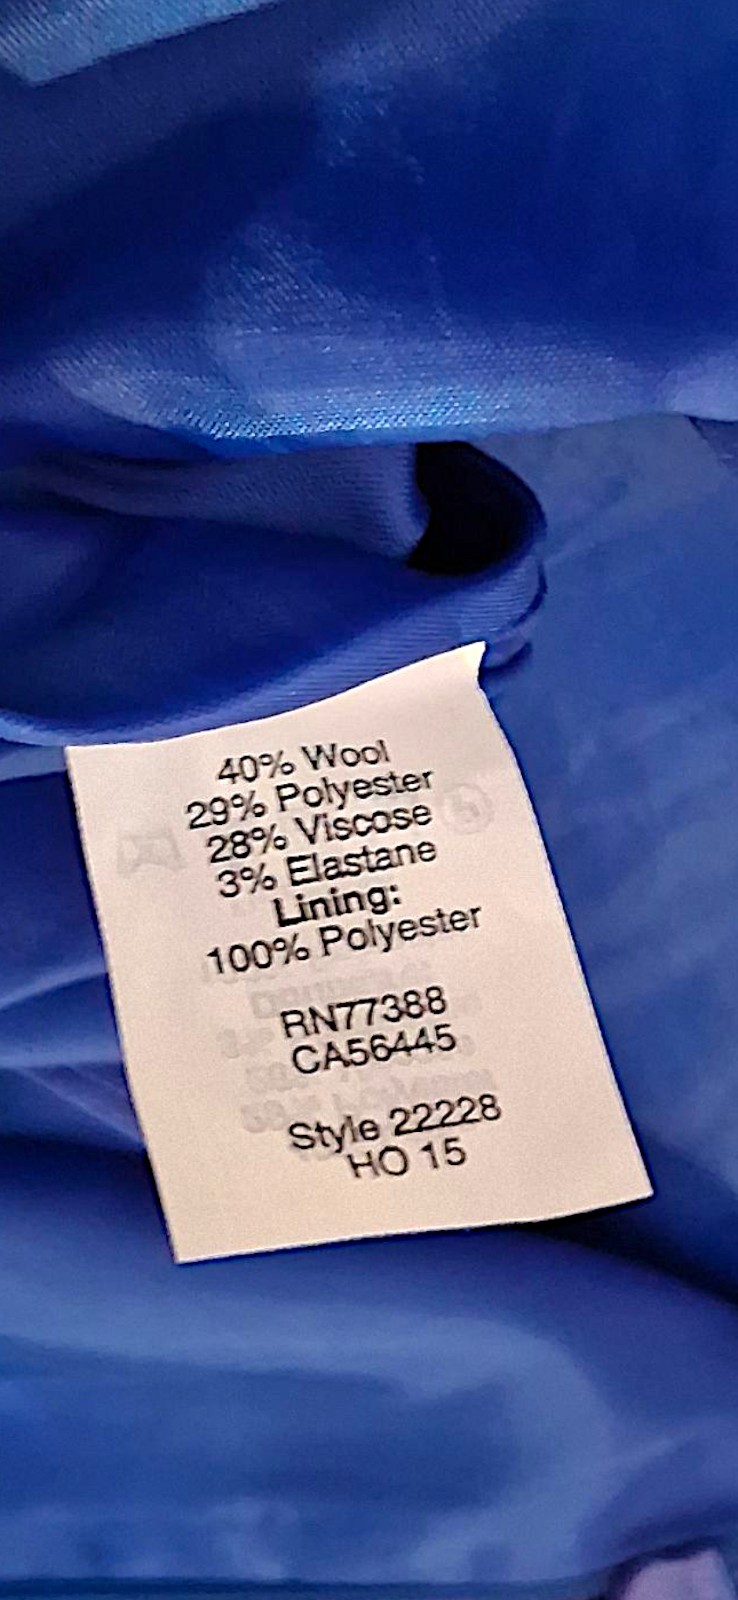 40% Wool
29% Polyester
28% Viscose
3% Elastane
Lining:
100% Polyester
RN77388
CA56445
Style 22228
HO 15